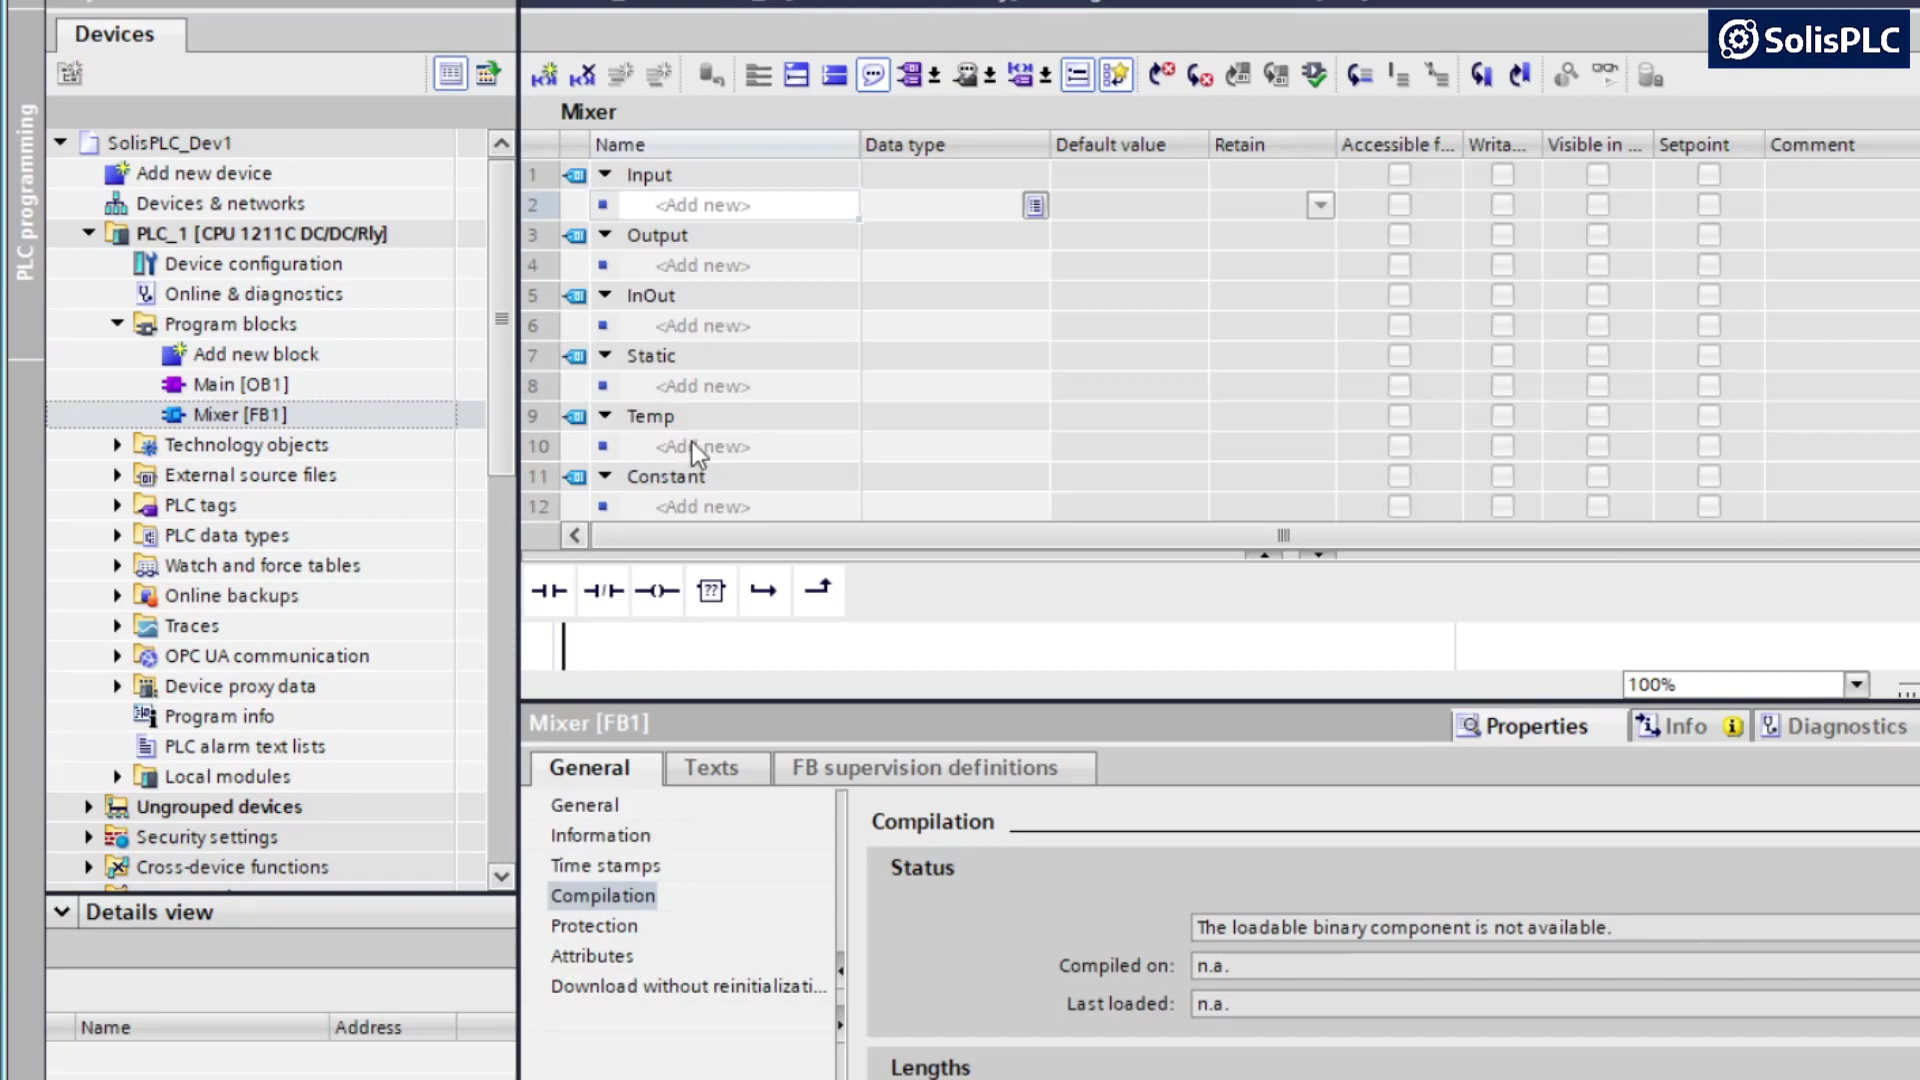 Devices
SolisPLC
PLC programming
SolisPLC_Dev1
Add new device
Devices & networks
PLC_1 [CPU 1211C DC/DC/Rly]
Device configuration
Online & diagnostics
Program blocks
Add new block
Main [OB1]
Mixer [FB1]
Technology objects
External source files
PLC tags
PLC data types
Watch and force tables
Online backups
Traces
OPC UA communication
Device proxy data
Program info
PLC alarm text lists
Local modules
Ungrouped devices
Security settings
Cross-device functions
Details view
Name Address
Mixer
Name Data type Default value Retain Accessible f... Writa... Visible in ... Setpoint Comment
1 Input
2 <Add new>
3 Output
4 <Add new>
5 InOut
6 <Add new>
7 Static
8 <Add new>
9 Temp
10 <Add new>
11 Constant
12 <Add new>
??
100%
Mixer [FB1]
Properties Info Diagnostics
General Texts FB supervision definitions
General
Information
Time stamps
Compilation
Protection
Attributes
Download without reinitializati...
Compilation
Status
The loadable binary component is not available.
Compiled on: n.a.
Last loaded: n.a.
Lengths